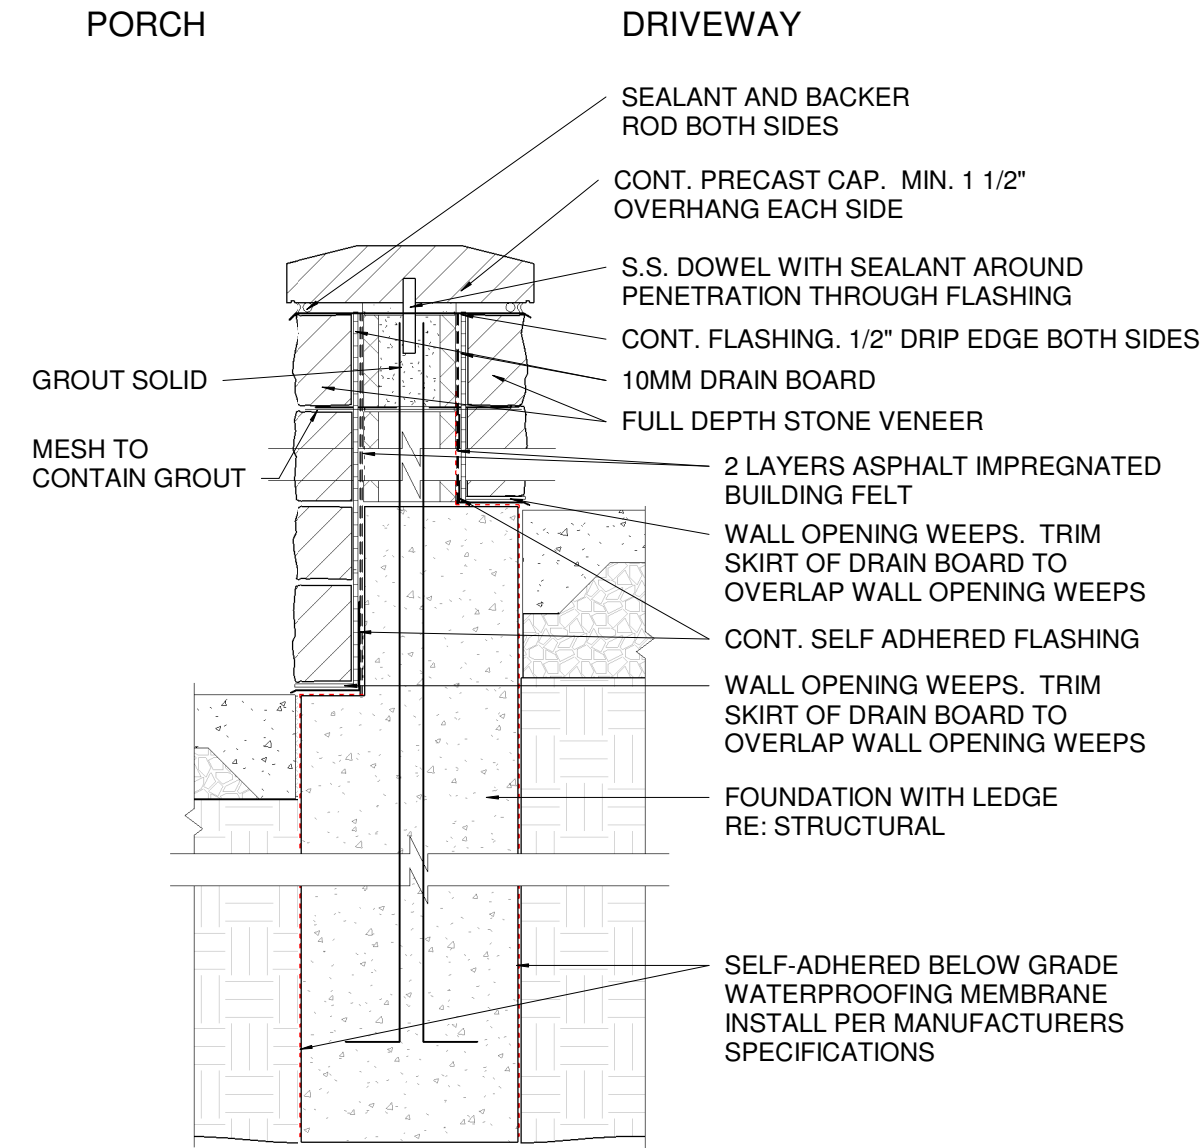 PORCH
DRIVEWAY
SEALANT AND BACKER
ROD BOTH SIDES
CONT. PRECAST CAP. MIN. 1 1/2"
OVERHANG EACH SIDE
S.S. DOWEL WITH SEALANT AROUND
PENETRATION THROUGH FLASHING
CONT. FLASHING. 1/2" DRIP EDGE BOTH SIDES
GROUT SOLID
10MM DRAIN BOARD
FULL DEPTH STONE VENEER
MESH TO
CONTAIN GROUT
2 LAYERS ASPHALT IMPREGNATED
BUILDING FELT
WALL OPENING WEEPS. TRIM
SKIRT OF DRAIN BOARD TO
OVERLAP WALL OPENING WEEPS
CONT. SELF ADHERED FLASHING
WALL OPENING WEEPS. TRIM
SKIRT OF DRAIN BOARD TO
OVERLAP WALL OPENING WEEPS
FOUNDATION WITH LEDGE
RE: STRUCTURAL
SELF-ADHERED BELOW GRADE
WATERPROOFING MEMBRANE
INSTALL PER MANUFACTURERS
SPECIFICATIONS